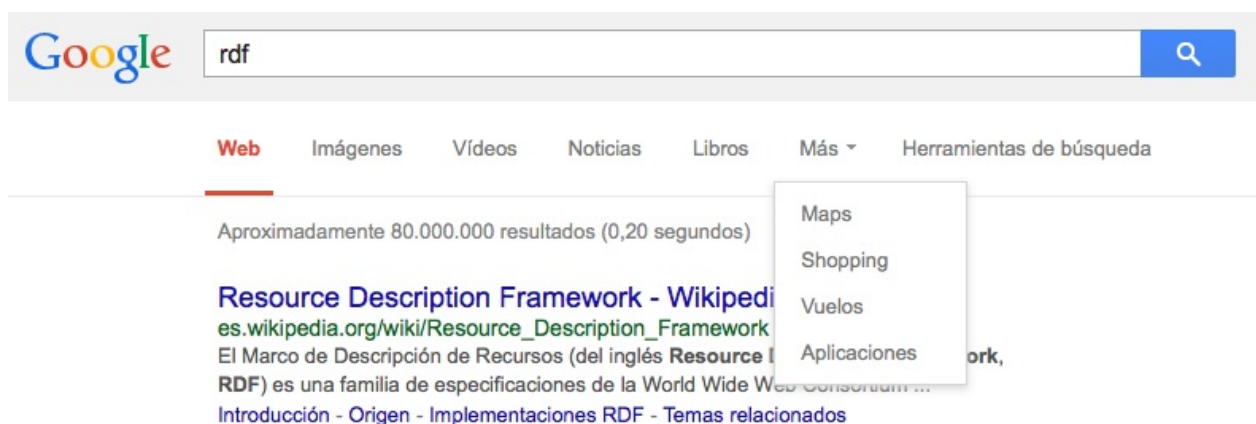 Google rdf
Web Imágenes Vídeos Noticias Libros Más Herramientas de búsqueda
Maps
Aproximadamente 80.000.000 resultados (0,20 segundos)
Shopping
Resource Description Framework - Wikipedi
Vuelos
es.wikipedia.org/wiki/Resource_Description_Framework
El Marco de Descripción de Recursos (del inglés Resource ork,
Aplicaciones
RDF) es una familia de especificaciones de la World Wide Web Consortium ...
Introducción - Origen - Implementaciones RDF - Temas relacionados